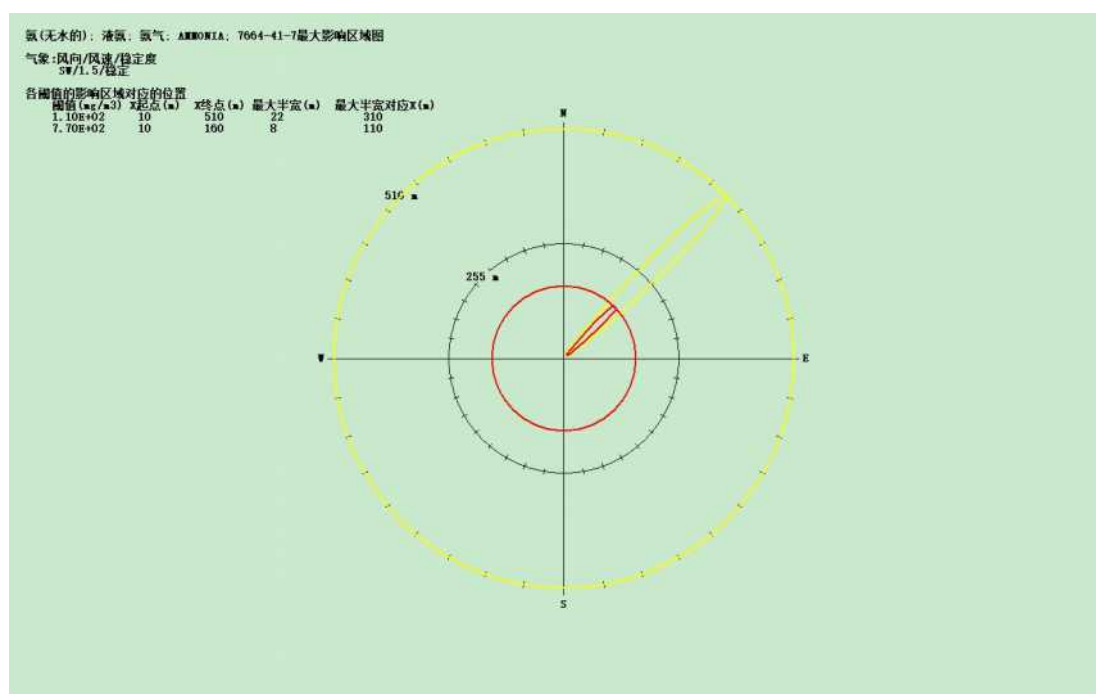 氨(无水的); 液氨; 氨气; AMMONIA; 7664-41-7最大影响区域图
气象:风向/风速/稳定度
SW/1.5/稳定
各阈值的影响区域对应的位置
阈值(mg/m3) X起点(m) X终点(m) 最大半宽(m) 最大半宽对应X(m)
1.10E+02 10 510 22 310
7.70E+02 10 160 8 110
N
510 m
255 m
W
E
S